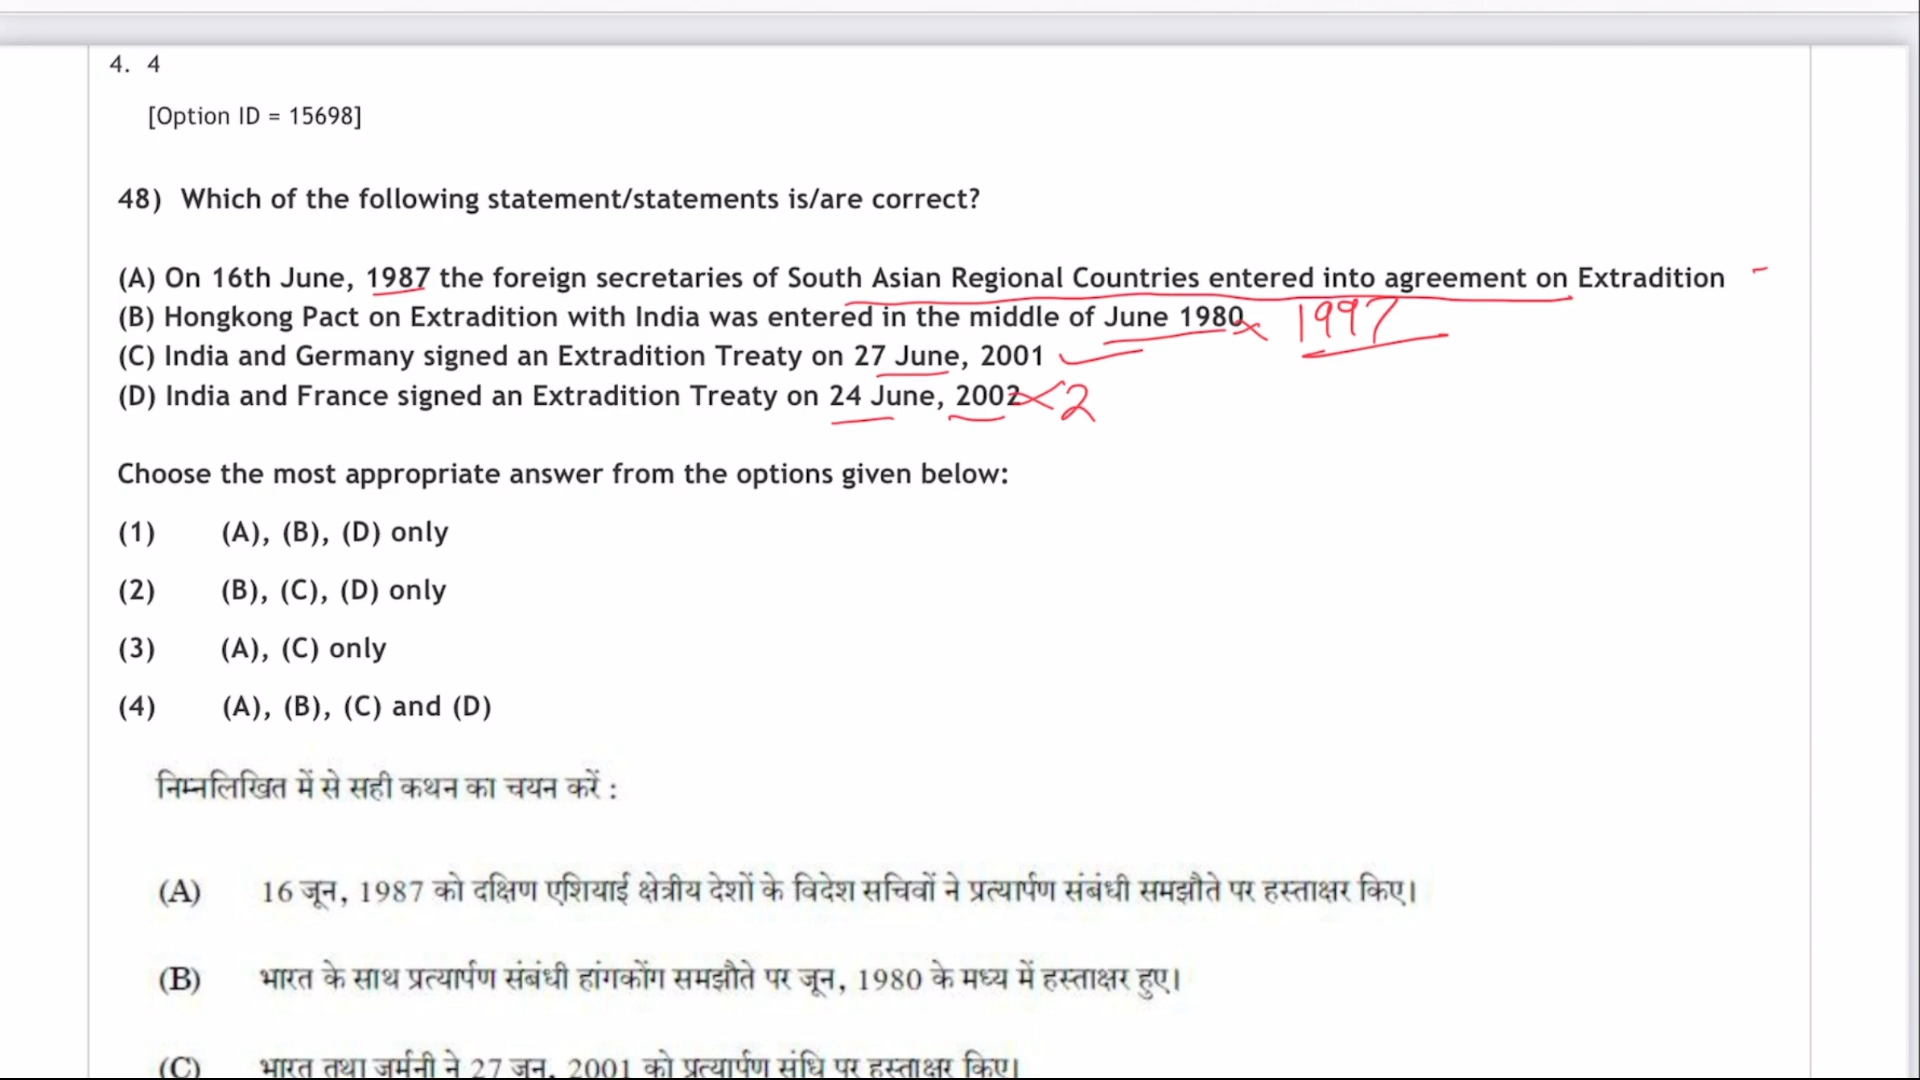 4. 4
[Option ID = 15698]
48) Which of the following statement/statements is/are correct?
(A) On 16th June, 1987 the foreign secretaries of South Asian Regional Countries entered into agreement on Extradition
(B) Hongkong Pact on Extradition with India was entered in the middle of June 1980 1997
(C) India and Germany signed an Extradition Treaty on 27 June, 2001
(D) India and France signed an Extradition Treaty on 24 June, 2002 2
Choose the most appropriate answer from the options given below:
(1) (A), (B), (D) only
(2) (B), (C), (D) only
(3) (A), (C) only
(4) (A), (B), (C) and (D)
निम्नलिखित में से सही कथन का चयन करें :
(A) 16 जून, 1987 को दक्षिण एशियाई क्षेत्रीय देशों के विदेश सचिवों ने प्रत्यार्पण संबंधी समझौते पर हस्ताक्षर किए।
(B) भारत के साथ प्रत्यार्पण संबंधी हांगकोंग समझौते पर जून, 1980 के मध्य में हस्ताक्षर हुए।
(C) भारत तथा जर्मनी ने 27 जून, 2001 को प्रत्यार्पण संधि पर हस्ताक्षर किए।